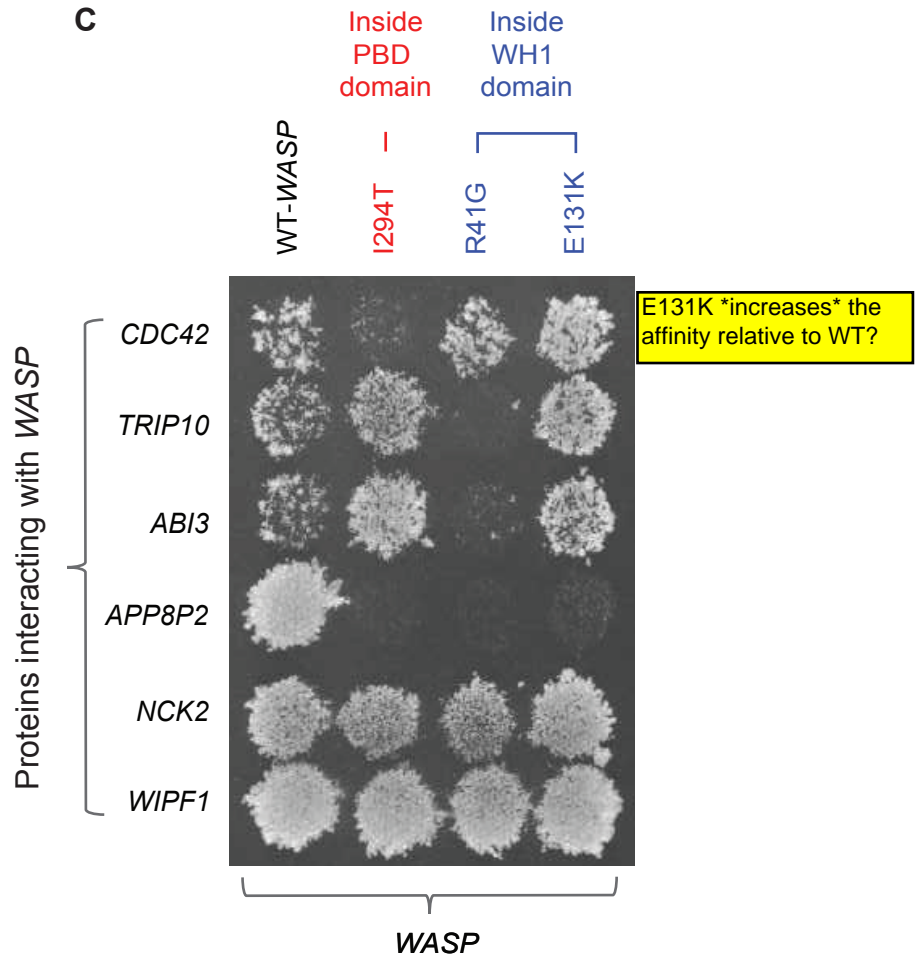 C
Inside
PBD
domain
Inside
WH1
domain
WT-WASP
I294T
R41G
E131K
E131K *increases* the
affinity relative to WT?
Proteins interacting with WASP
CDC42
TRIP10
ABI3
APP8P2
NCK2
WIPF1
WASP